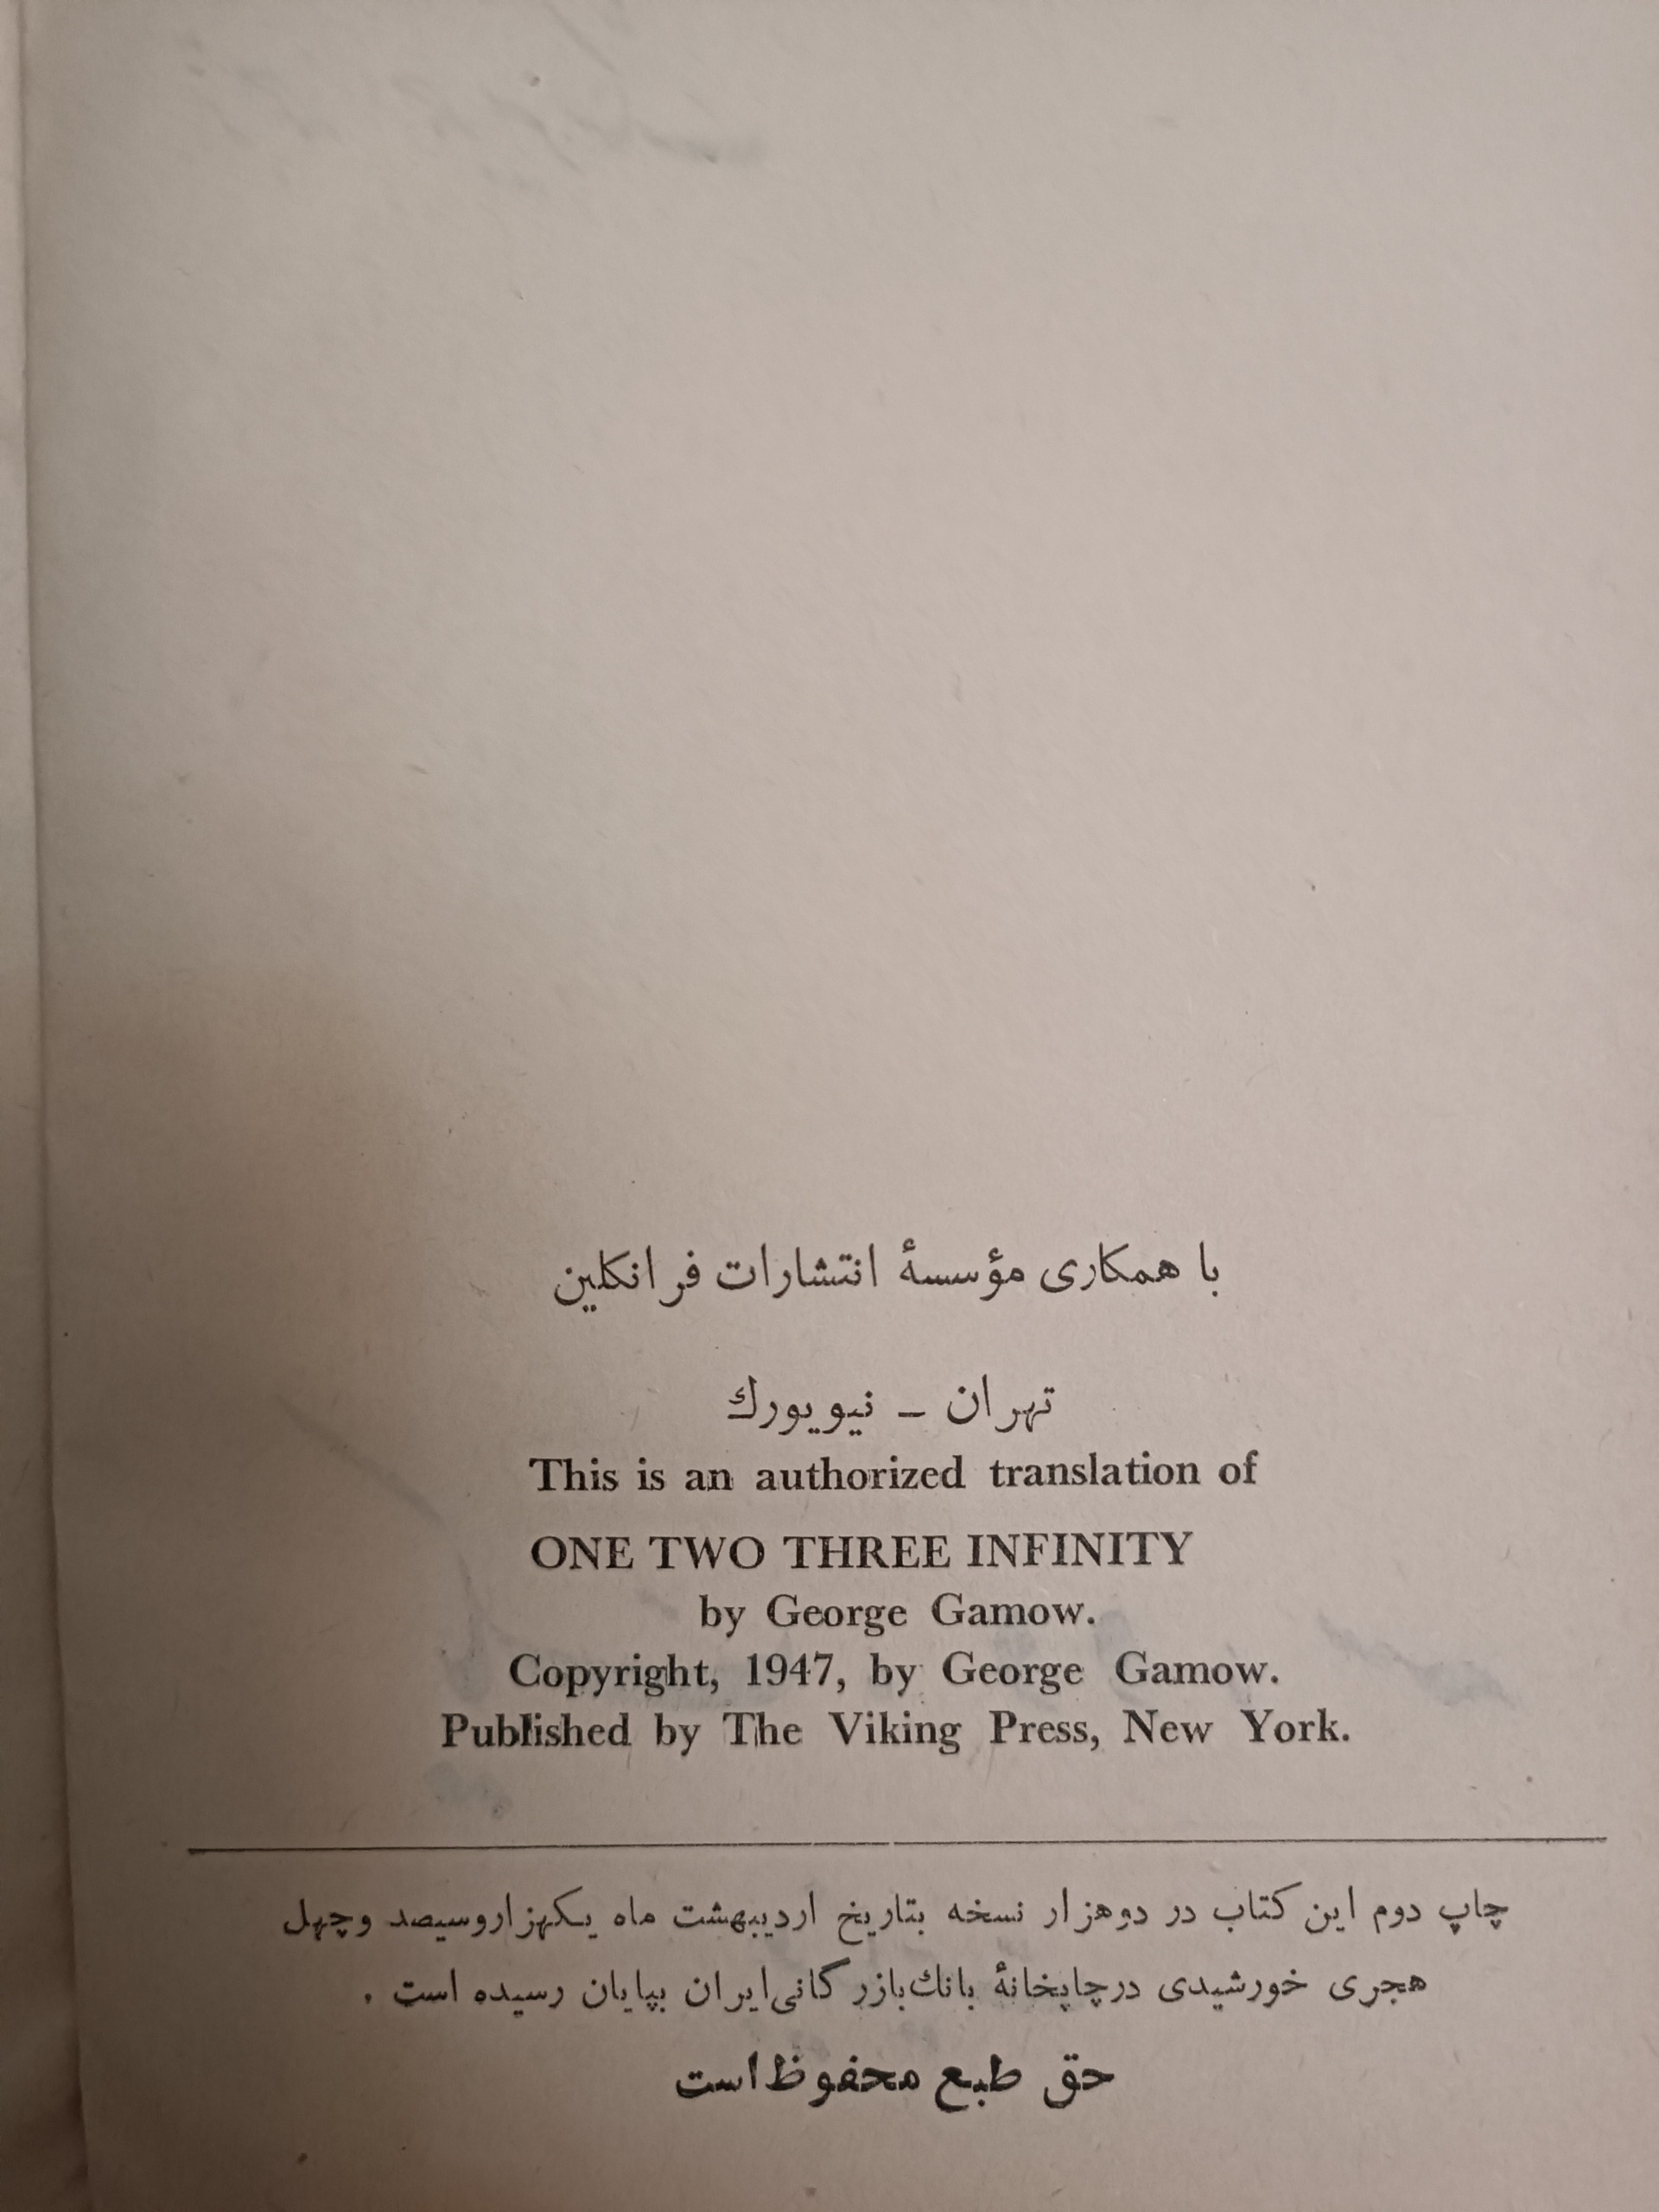 با همکاری مؤسسهٔ انتشارات فرانکلین
تهران – نیویورك
This is an authorized translation of
ONE TWO THREE INFINITY
by George Gamow.
Copyright, 1947, by George Gamow.
Published by The Viking Press, New York.
چاپ دوم این کتاب در دوهزار نسخه بتاریخ اردیبهشت ماه یکهزاروسیصد وچهل
هجری خورشیدی درچاپخانهٔ بانك بازرگانی ایران بپایان رسیده است .
حق طبع محفوظ است